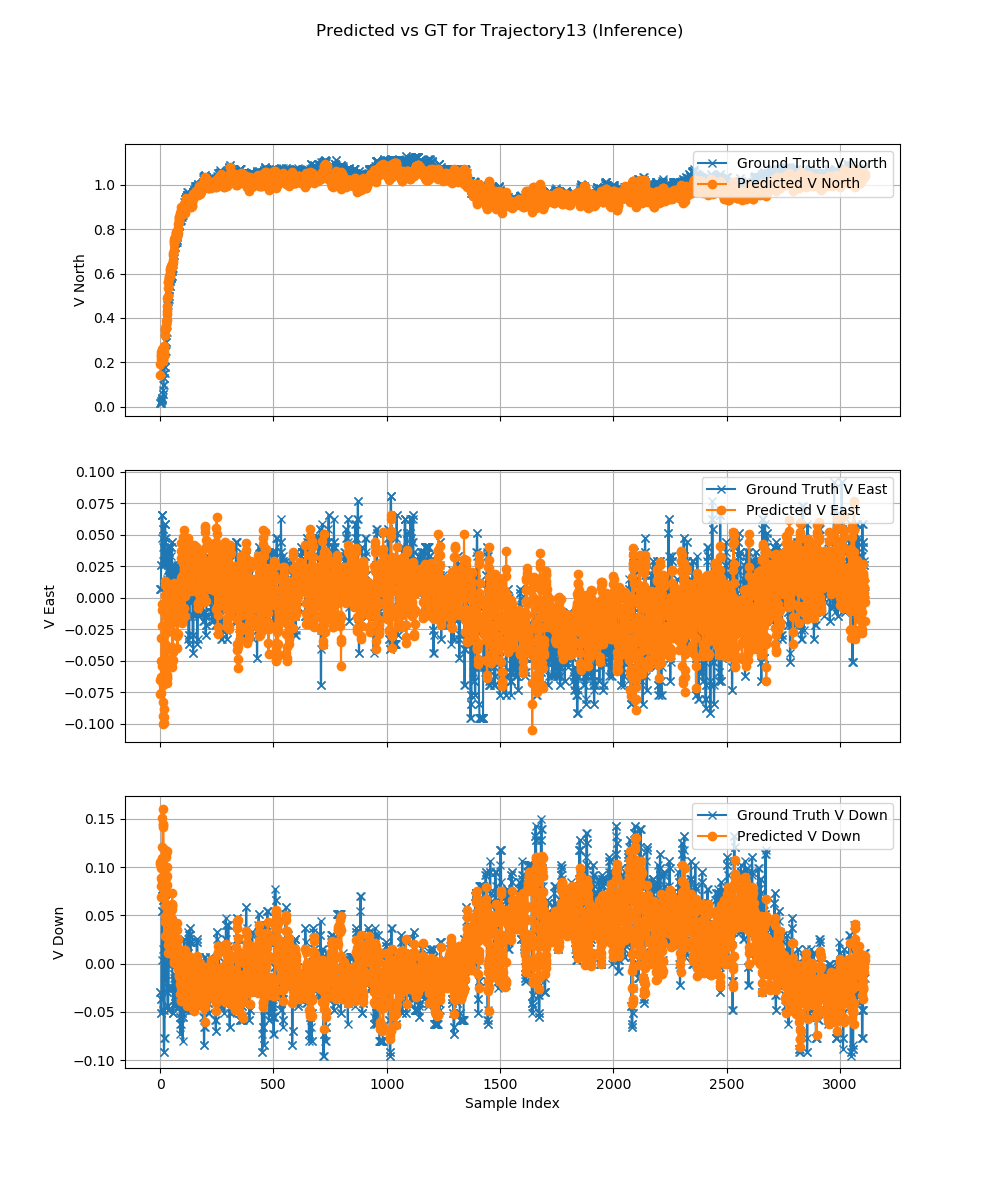 Predicted vs GT for Trajectory13 (Inference)
1.0
0.8
0.6
0.4
0.2
0.0
V North
Ground Truth V North
Predicted V North
0.100
0.075
0.050
0.025
0.000
−0.025
−0.050
−0.075
−0.100
V East
Ground Truth V East
Predicted V East
0.15
0.10
0.05
0.00
−0.05
−0.10
V Down
Ground Truth V Down
Predicted V Down
0 500 1000 1500 2000 2500 3000
Sample Index